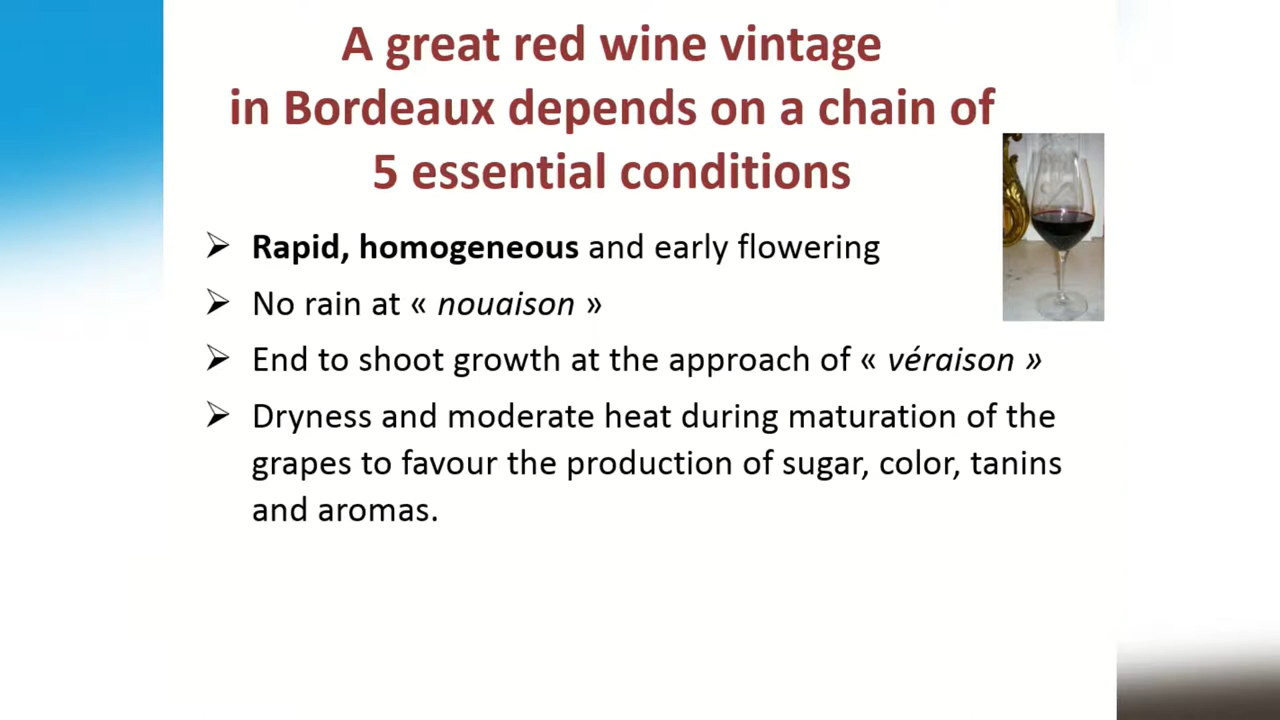 A great red wine vintage
in Bordeaux depends on a chain of
5 essential conditions
➢ Rapid, homogeneous and early flowering
➢ No rain at « nouaison »
➢ End to shoot growth at the approach of « véraison »
➢ Dryness and moderate heat during maturation of the
grapes to favour the production of sugar, color, tanins
and aromas.